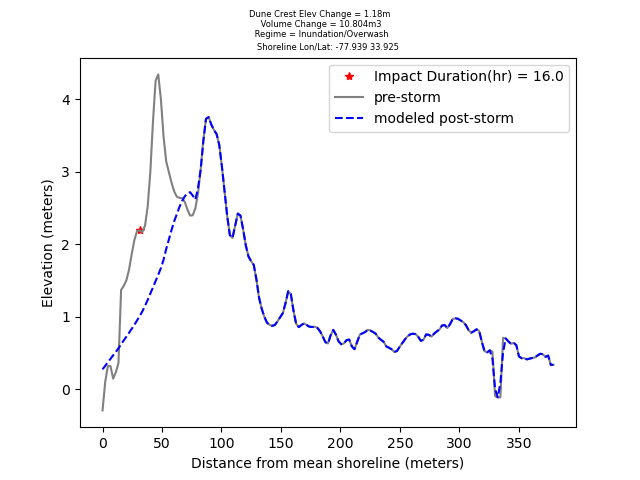 Dune Crest Elev Change = 1.18m
Volume Change = 10.804m3
Regime = Inundation/Overwash
Shoreline Lon/Lat: -77.939 33.925
Impact Duration(hr) = 16.0
pre-storm
modeled post-storm
Elevation (meters)
4
3
2
1
0
0 50 100 150 200 250 300 350
Distance from mean shoreline (meters)